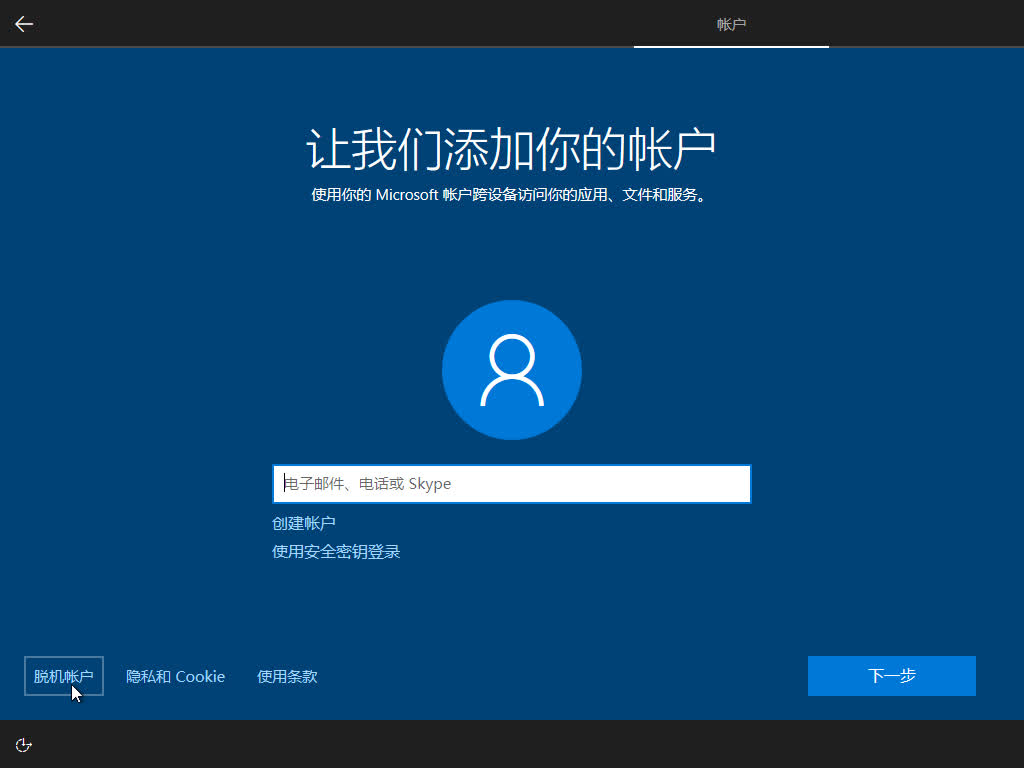 帐户
让我们添加你的帐户
使用你的 Microsoft 帐户跨设备访问你的应用、文件和服务。
电子邮件、电话或 Skype
创建帐户
使用安全密钥登录
脱机帐户
隐私和 Cookie
使用条款
下一步